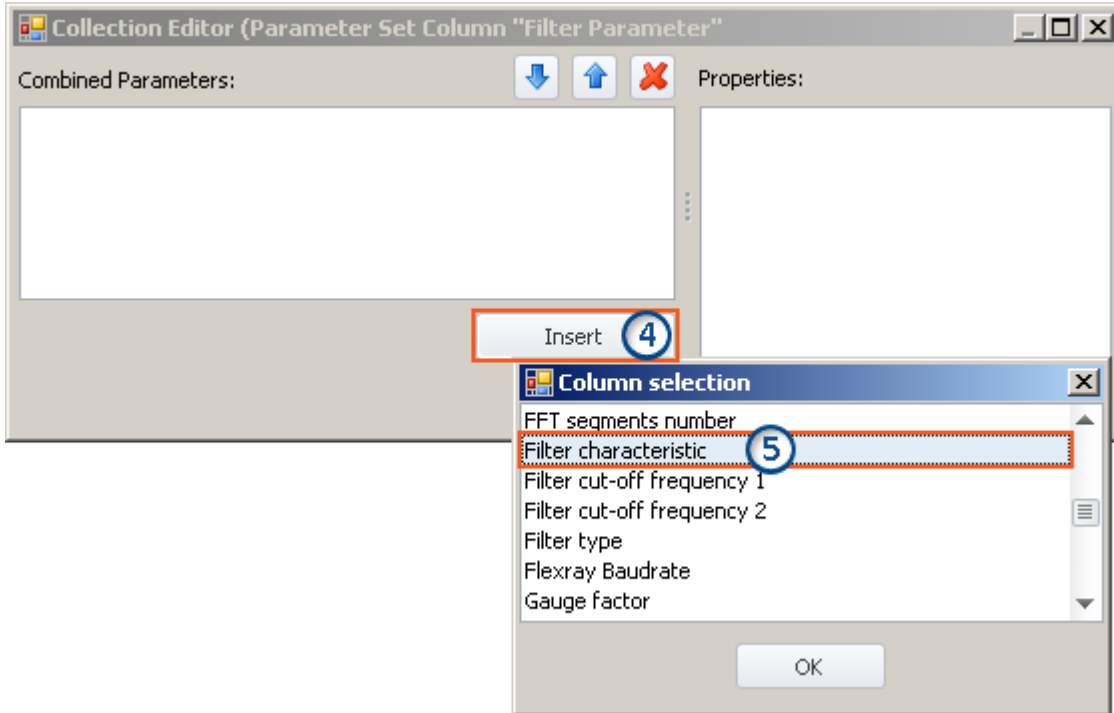 Collection Editor (Parameter Set Column "Filter Parameter"
Combined Parameters:
Properties:
Insert 4
Column selection
FFT segments number
Filter characteristic 5
Filter cut-off frequency 1
Filter cut-off frequency 2
Filter type
Flexray Baudrate
Gauge factor
OK